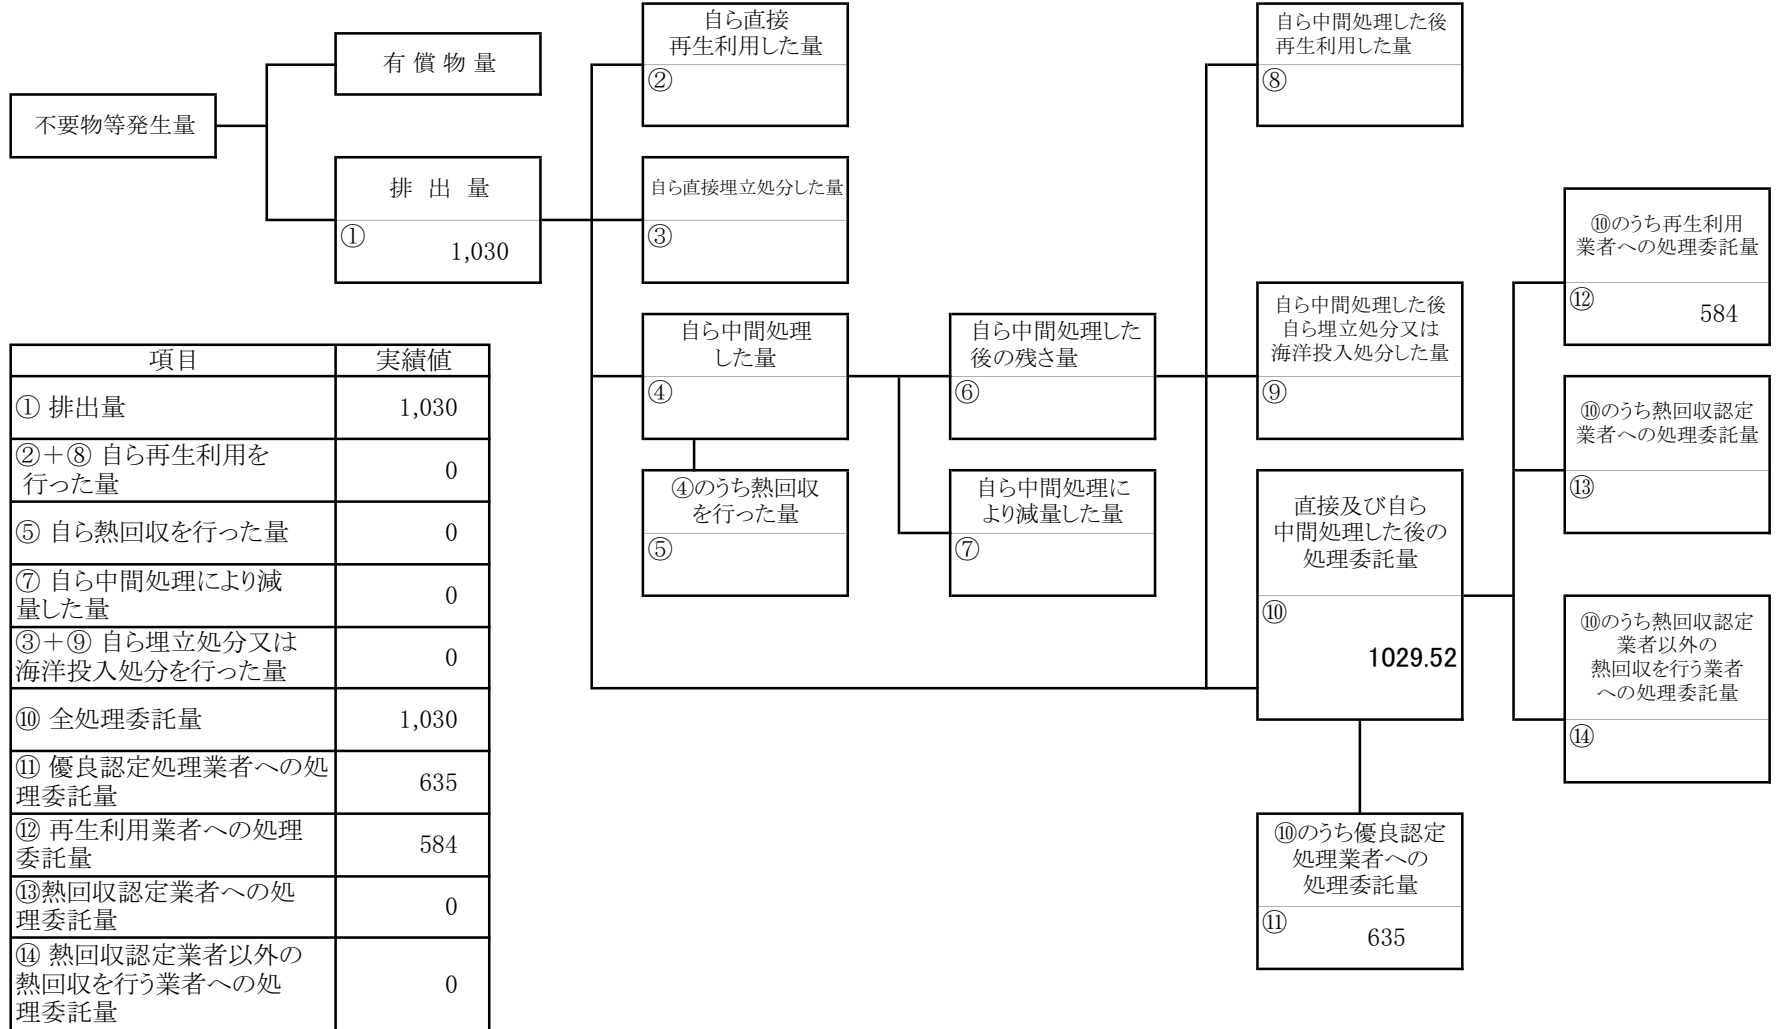 不要物等発生量
有 償 物 量
排 出 量
①
1,030
自ら直接
再生利用した量
②
自ら直接埋立処分した量
③
自ら中間処理
した量
④
④のうち熱回収
を行った量
⑤
自ら中間処理した
後の残さ量
⑥
自ら中間処理に
より減量した量
⑦
自ら中間処理した後
再生利用した量
⑧
自ら中間処理した後
自ら埋立処分又は
海洋投入処分した量
⑨
直接及び自ら
中間処理した後の
処理委託量
⑩
1029.52
⑩のうち優良認定
処理業者への
処理委託量
⑪
635
⑩のうち再生利用
業者への処理委託量
⑫
584
⑩のうち熱回収認定
業者への処理委託量
⑬
⑩のうち熱回収認定
業者以外の
熱回収を行う業者
への処理委託量
⑭
項目 実績値
① 排出量 1,030
②＋⑧ 自ら再生利用を
行った量 0
⑤ 自ら熱回収を行った量 0
⑦ 自ら中間処理により減
量した量 0
③＋⑨ 自ら埋立処分又は
海洋投入処分を行った量 0
⑩ 全処理委託量 1,030
⑪ 優良認定処理業者への処
理委託量 635
⑫ 再生利用業者への処理
委託量 584
⑬熱回収認定業者への処
理委託量 0
⑭ 熱回収認定業者以外の
熱回収を行う業者への処
理委託量 0